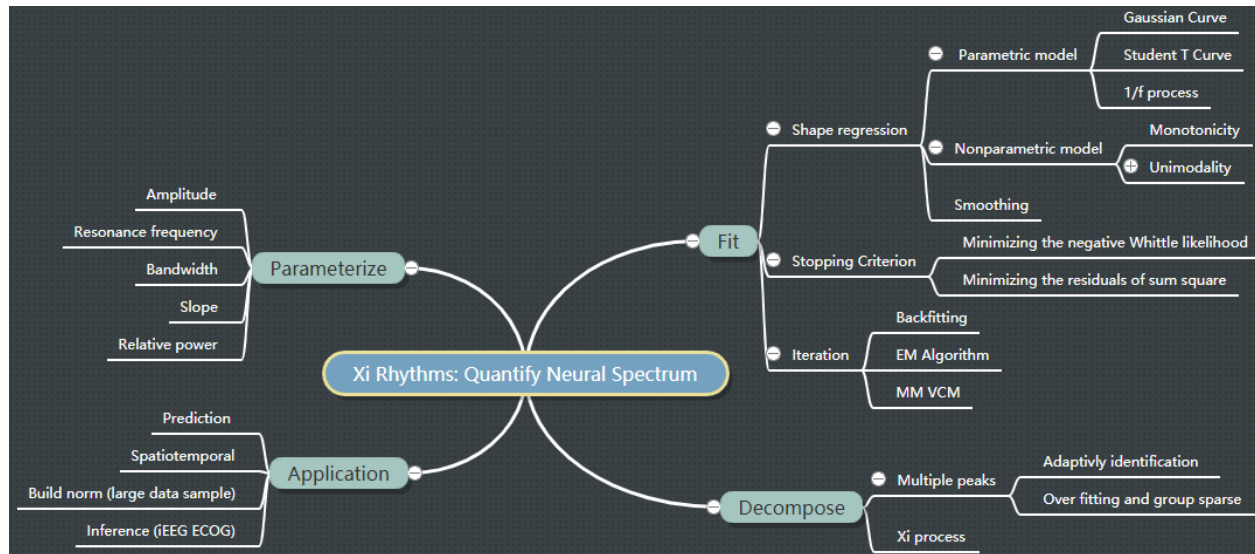 Xi Rhythms: Quantify Neural Spectrum
Fit
Shape regression
Parametric model
Gaussian Curve
Student T Curve
1/f process
Nonparametric model
Monotonicity
Unimodality
Smoothing
Stopping Criterion
Minimizing the negative Whittle likelihood
Minimizing the residuals of sum square
Iteration
Backfitting
EM Algorithm
MM VCM
Decompose
Multiple peaks
Adaptivly identification
Over fitting and group sparse
Xi process
Parameterize
Amplitude
Resonance frequency
Bandwidth
Slope
Relative power
Application
Prediction
Spatiotemporal
Build norm (large data sample)
Inference (iEEG ECOG)